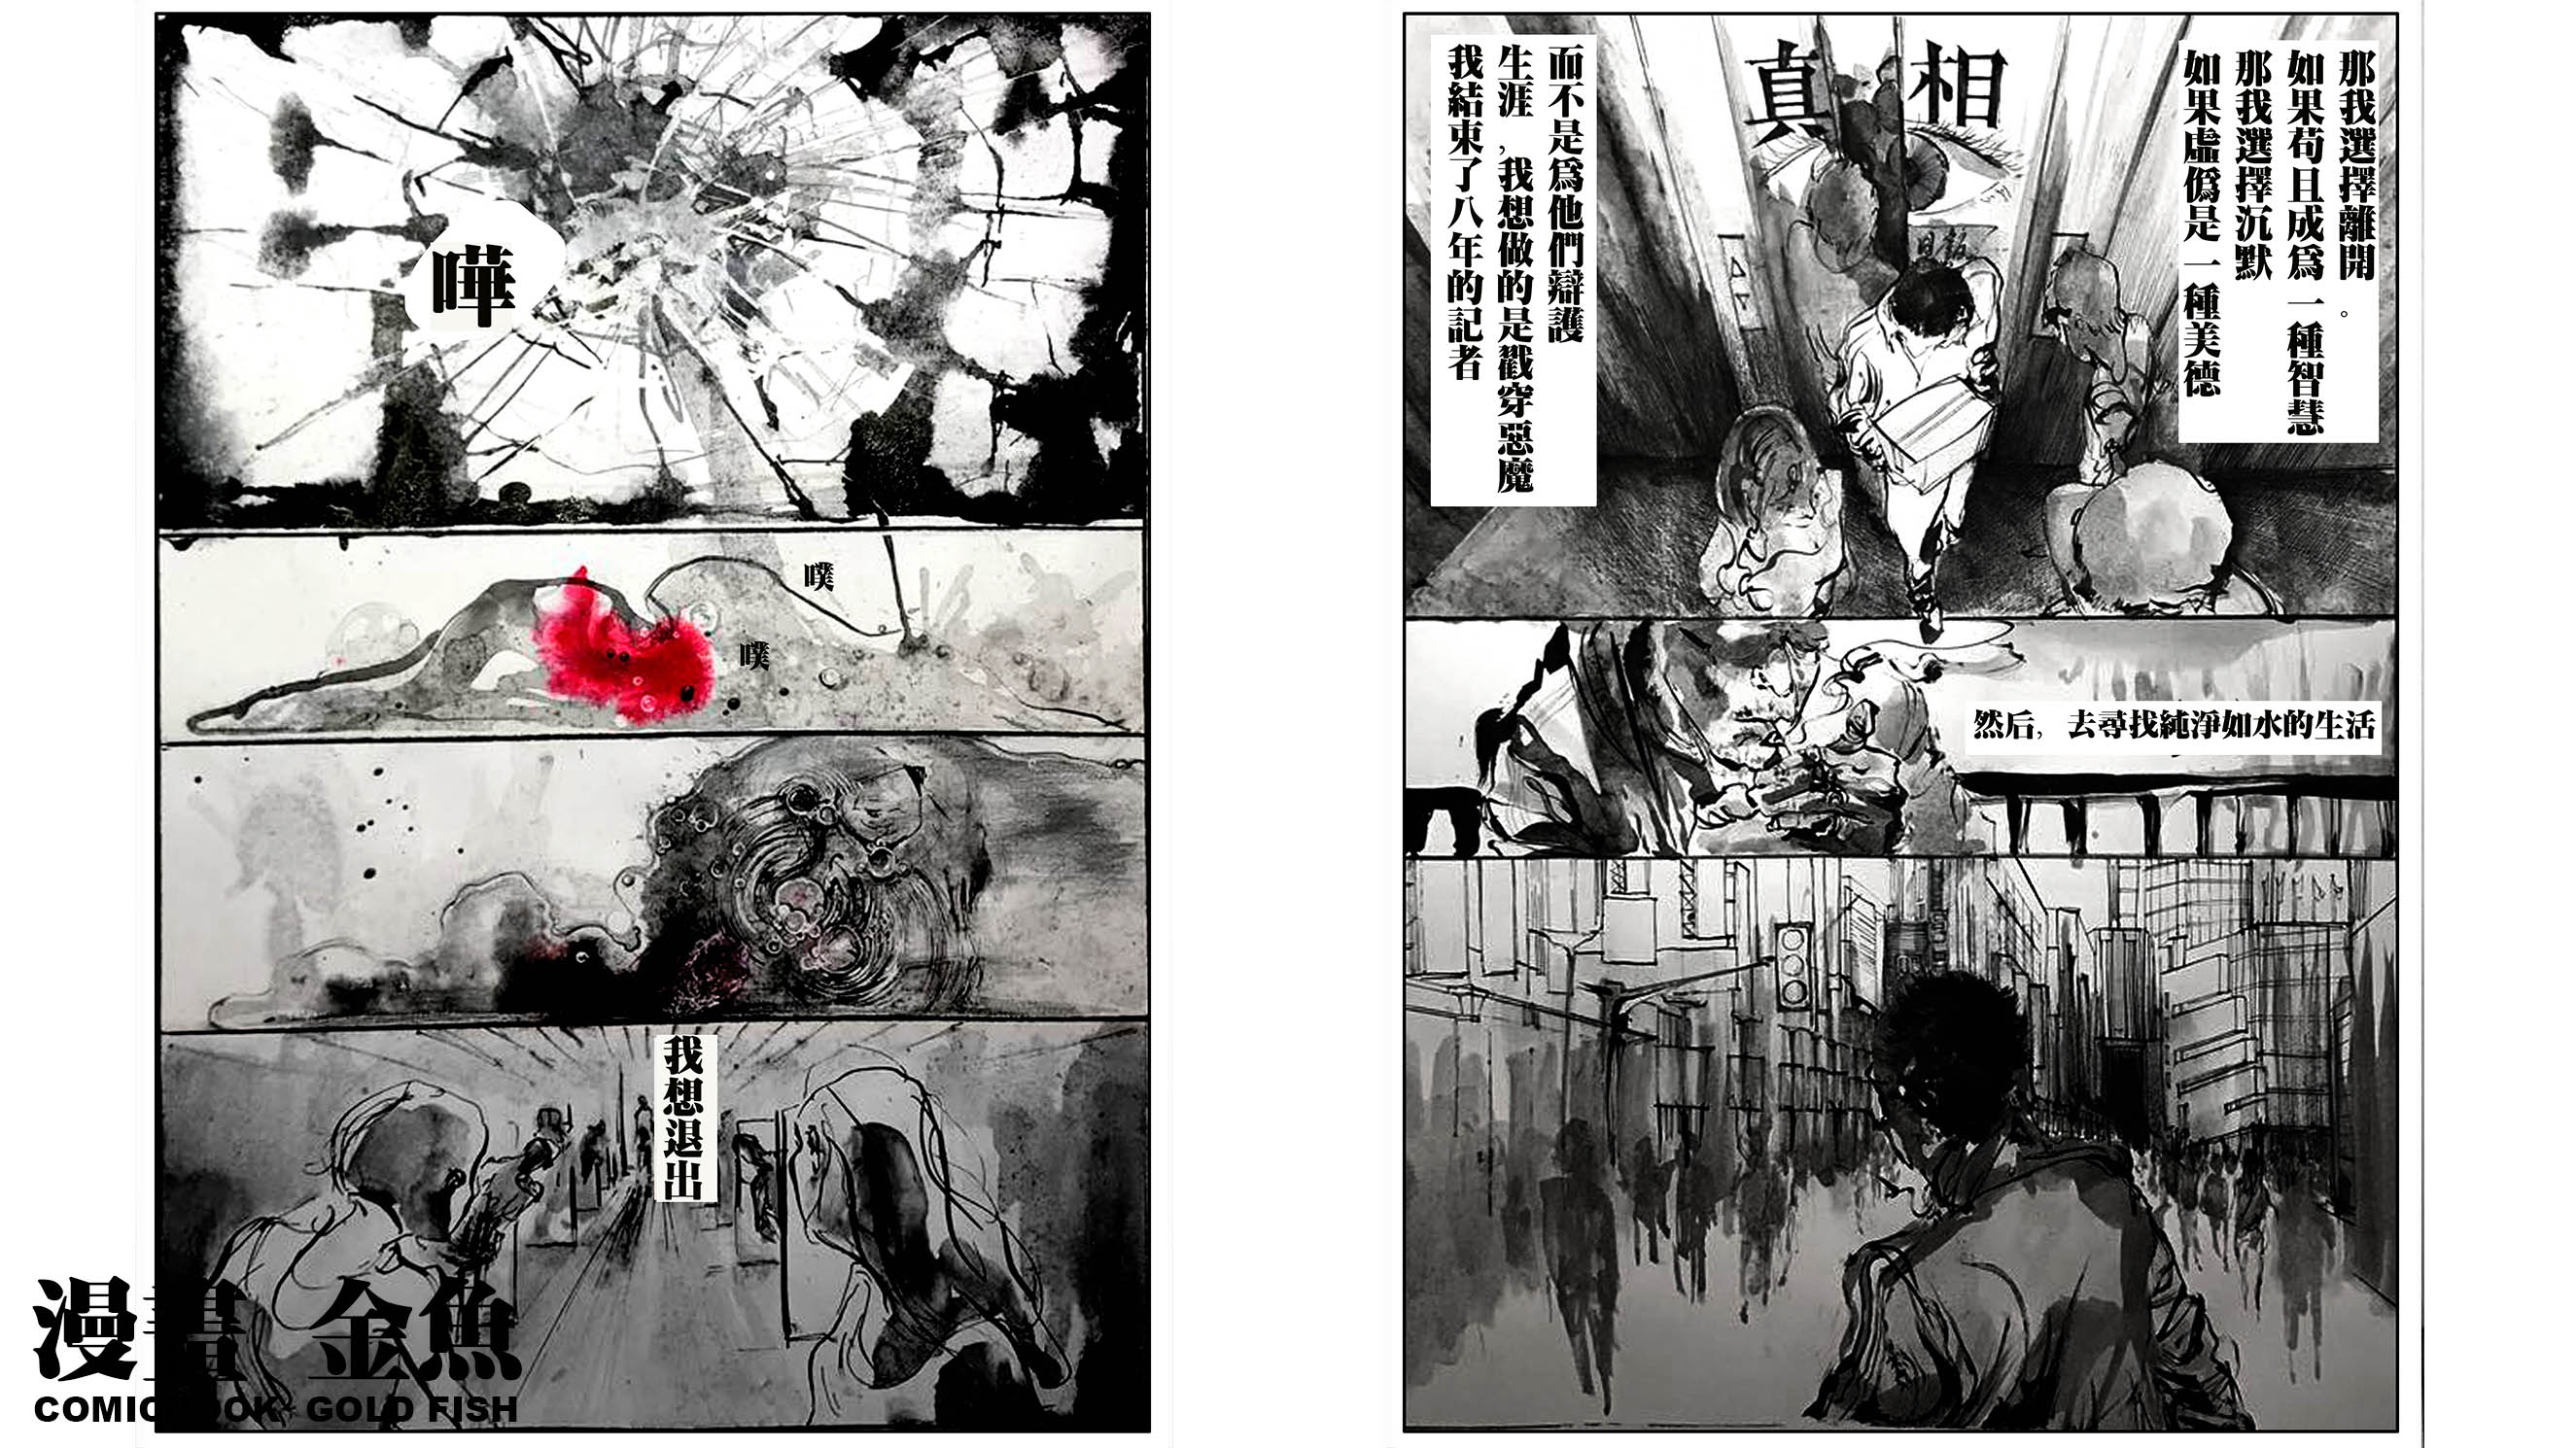 嘩
噗
噗
我想退出
漫畫 金魚
COMIC BOOK GOLD FISH
我結束了八年的記者
生涯,我想做的是戳穿惡魔
而不是爲他們辯護
真相
日報
如果虛僞是一種美德
那我選擇沉默
如果苟且成爲一種智慧
那我選擇離開。
然后,去尋找純淨如水的生活